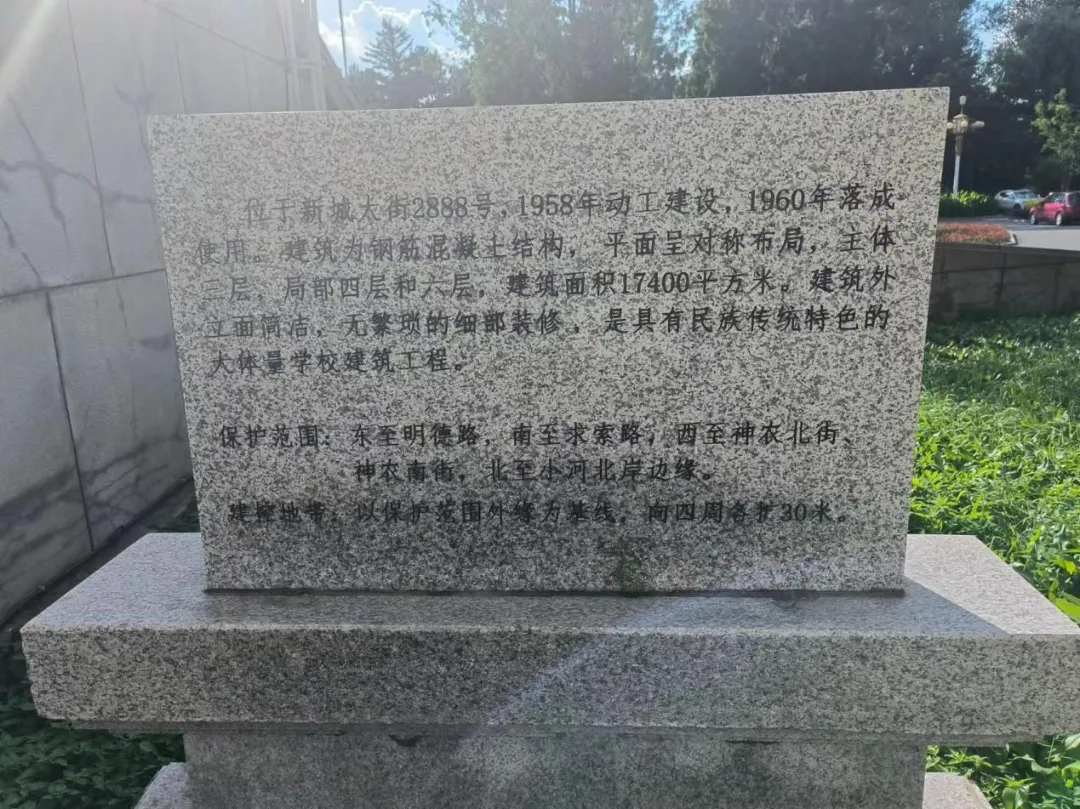 位于新城大街2888号，1958年动工建设，1960年落成
使用。建筑为钢筋混凝土结构，平面呈对称布局，主体
三层，局部四层和六层，建筑面积17400平方米。建筑外
立面简洁，无繁琐的细部装修，是具有民族传统特色的
大体量学校建筑工程。
保护范围：东至明德路，南至求索路，西至神农北街、
神农南街，北至小河北岸边缘。
建控地带：以保护范围外缘为基线，向四周各扩30米。